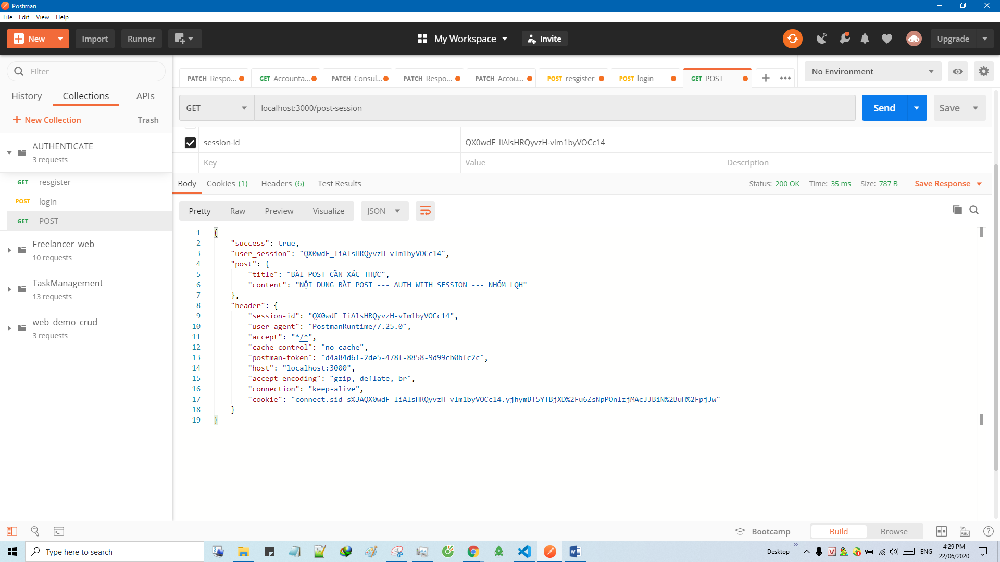 Postman
File Edit View Help
New
Import
Runner
My Workspace
Invite
Upgrade
Filter
History
Collections
APIs
New Collection
Trash
AUTHENTICATE
3 requests
GET resgister
POST login
GET POST
Freelancer_web
10 requests
TaskManagement
13 requests
web_demo_crud
3 requests
PATCH Respo...
GET Accounta...
PATCH Consul...
PATCH Respo...
PATCH Accou...
POST resgister
POST login
GET POST
No Environment
GET
localhost:3000/post-session
Send
Save
session-id QX0wdF_IiAlsHRQyvzH-vIm1byVOCc14
Key Value Description
Body Cookies (1) Headers (6) Test Results
Status: 200 OK Time: 35 ms Size: 787 B Save Response
Pretty Raw Preview Visualize JSON
1 {
2 "success": true,
3 "user_session": "QX0wdF_IiAlsHRQyvzH-vIm1byVOCc14",
4 "post": {
5 "title": "BÀI POST CẦN XÁC THỰC",
6 "content": "NỘI DUNG BÀI POST --- AUTH WITH SESSION --- NHÓM LQH"
7 },
8 "header": {
9 "session-id": "QX0wdF_IiAlsHRQyvzH-vIm1byVOCc14",
10 "user-agent": "PostmanRuntime/7.25.0",
11 "accept": "*/*",
12 "cache-control": "no-cache",
13 "postman-token": "d4a84d6f-2de5-478f-8858-9d99cb0bfc2c",
14 "host": "localhost:3000",
15 "accept-encoding": "gzip, deflate, br",
16 "connection": "keep-alive",
17 "cookie": "connect.sid=s%3AQX0wdF_IiAlsHRQyvzH-vIm1byVOCc14.yjhymBT5YTBjXD%2Fu6ZsNpPOnIzjMAcJJBiN%2BuH%2FpjJw"
18 }
19 }
Bootcamp
Build
Browse
Type here to search
Desktop
ENG
4:29 PM
22/06/2020